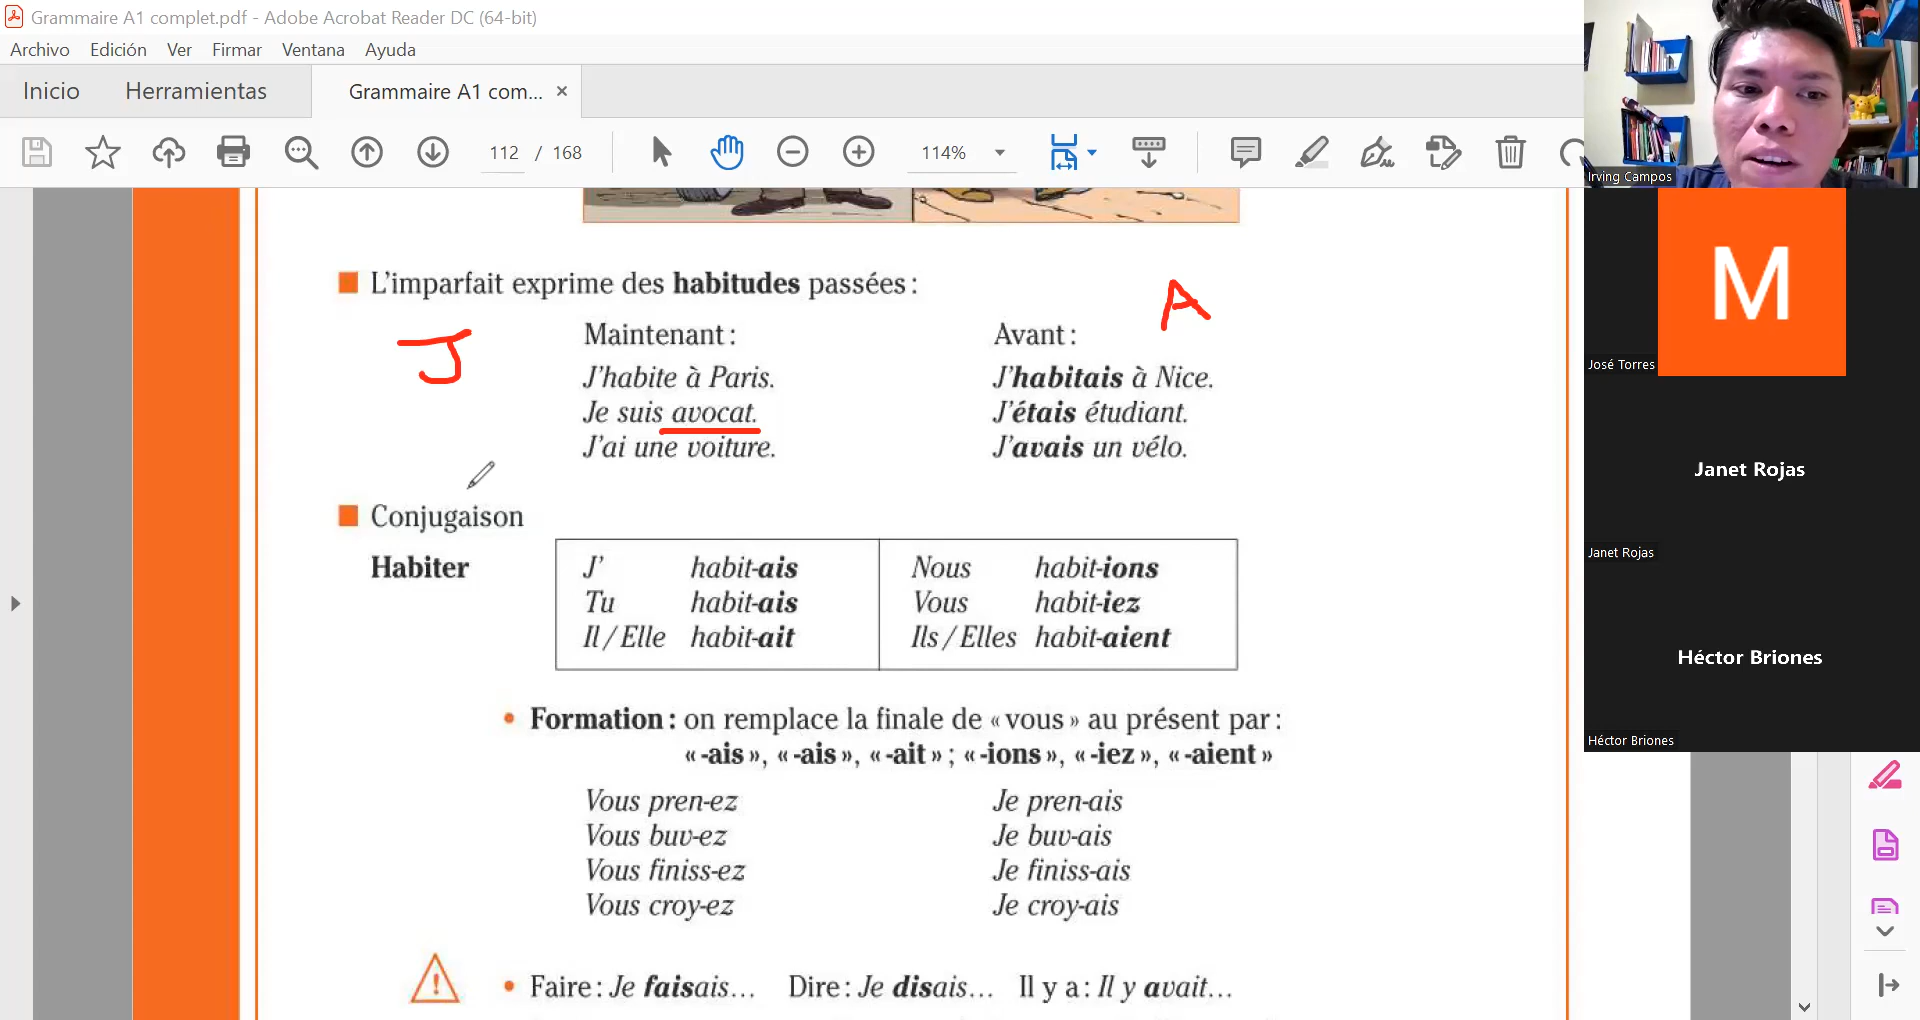 Grammaire A1 complet.pdf - Adobe Acrobat Reader DC (64-bit)
Archivo Edición Ver Firmar Ventana Ayuda
Inicio Herramientas Grammaire A1 com... ×
112 / 168 114%
Irving Campos
L'imparfait exprime des habitudes passées :
A
J
Maintenant : Avant :
J'habite à Paris. J'habitais à Nice.
Je suis avocat. J'étais étudiant.
J'ai une voiture. J'avais un vélo.
Conjugaison
Habiter J' habit-ais Nous habit-ions
Tu habit-ais Vous habit-iez
Il / Elle habit-ait Ils / Elles habit-aient
• Formation : on remplace la finale de « vous » au présent par :
« -ais », « -ais », « -ait » ; « -ions », « -iez », « -aient »
Vous pren-ez Je pren-ais
Vous buv-ez Je buv-ais
Vous finiss-ez Je finiss-ais
Vous croy-ez Je croy-ais
! • Faire : Je faisais... Dire : Je disais... Il y a : Il y avait...
M
José Torres
Janet Rojas
Janet Rojas
Héctor Briones
Héctor Briones